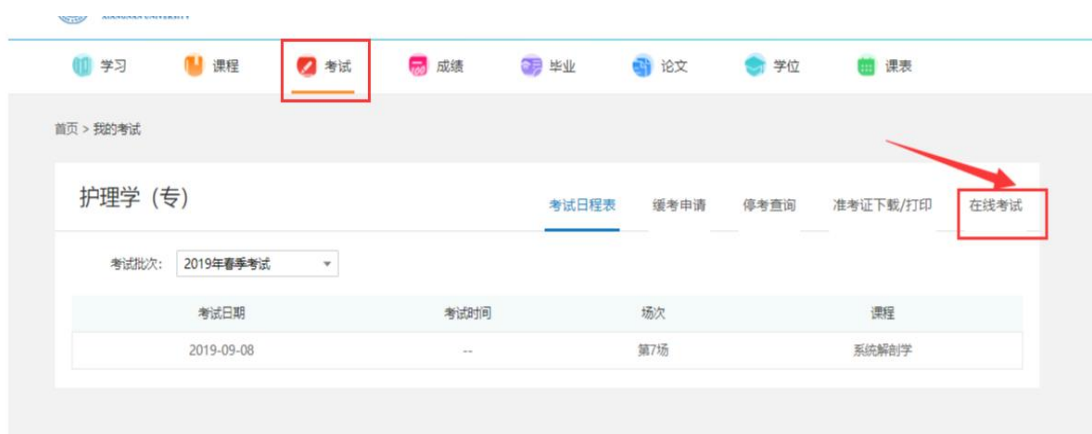 学习 课程 考试 成绩 毕业 论文 学位 课表
首页 > 我的考试
护理学（专）
考试日程表 缓考申请 停考查询 准考证下载/打印 在线考试
考试批次： 2019年春季考试
考试日期 考试时间 场次 课程
2019-09-08 -- 第7场 系统解剖学